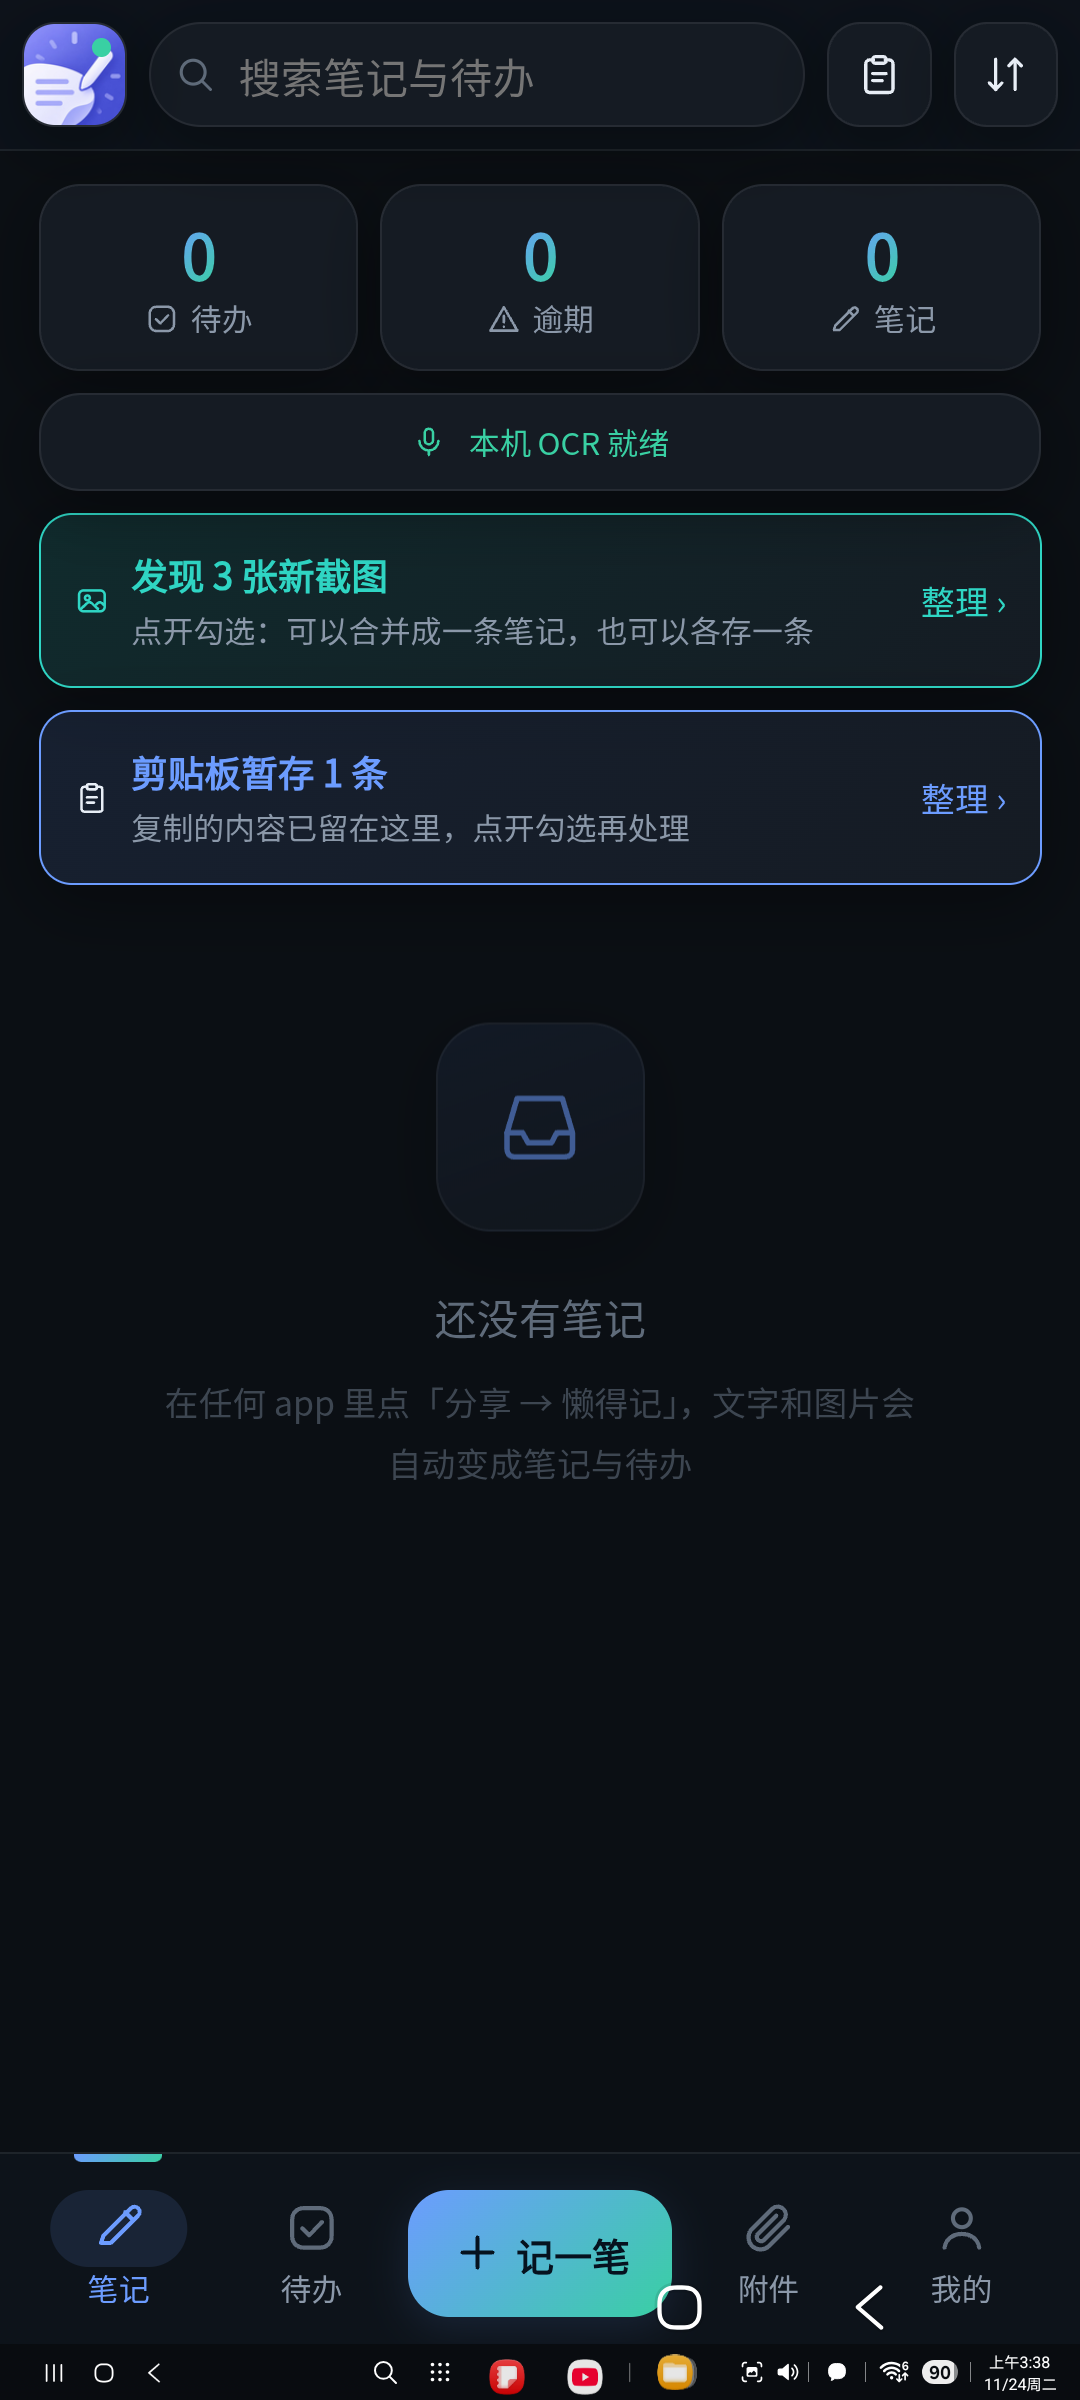 搜索笔记与待办
0
待办
0
逾期
0
笔记
本机 OCR 就绪
发现 3 张新截图
点开勾选：可以合并成一条笔记，也可以各存一条
整理 ›
剪贴板暂存 1 条
复制的内容已留在这里，点开勾选再处理
整理 ›
还没有笔记
在任何 app 里点「分享 → 懒得记」，文字和图片会
自动变成笔记与待办
笔记
待办
记一笔
附件
我的
6
90
上午3:38
11/24周二